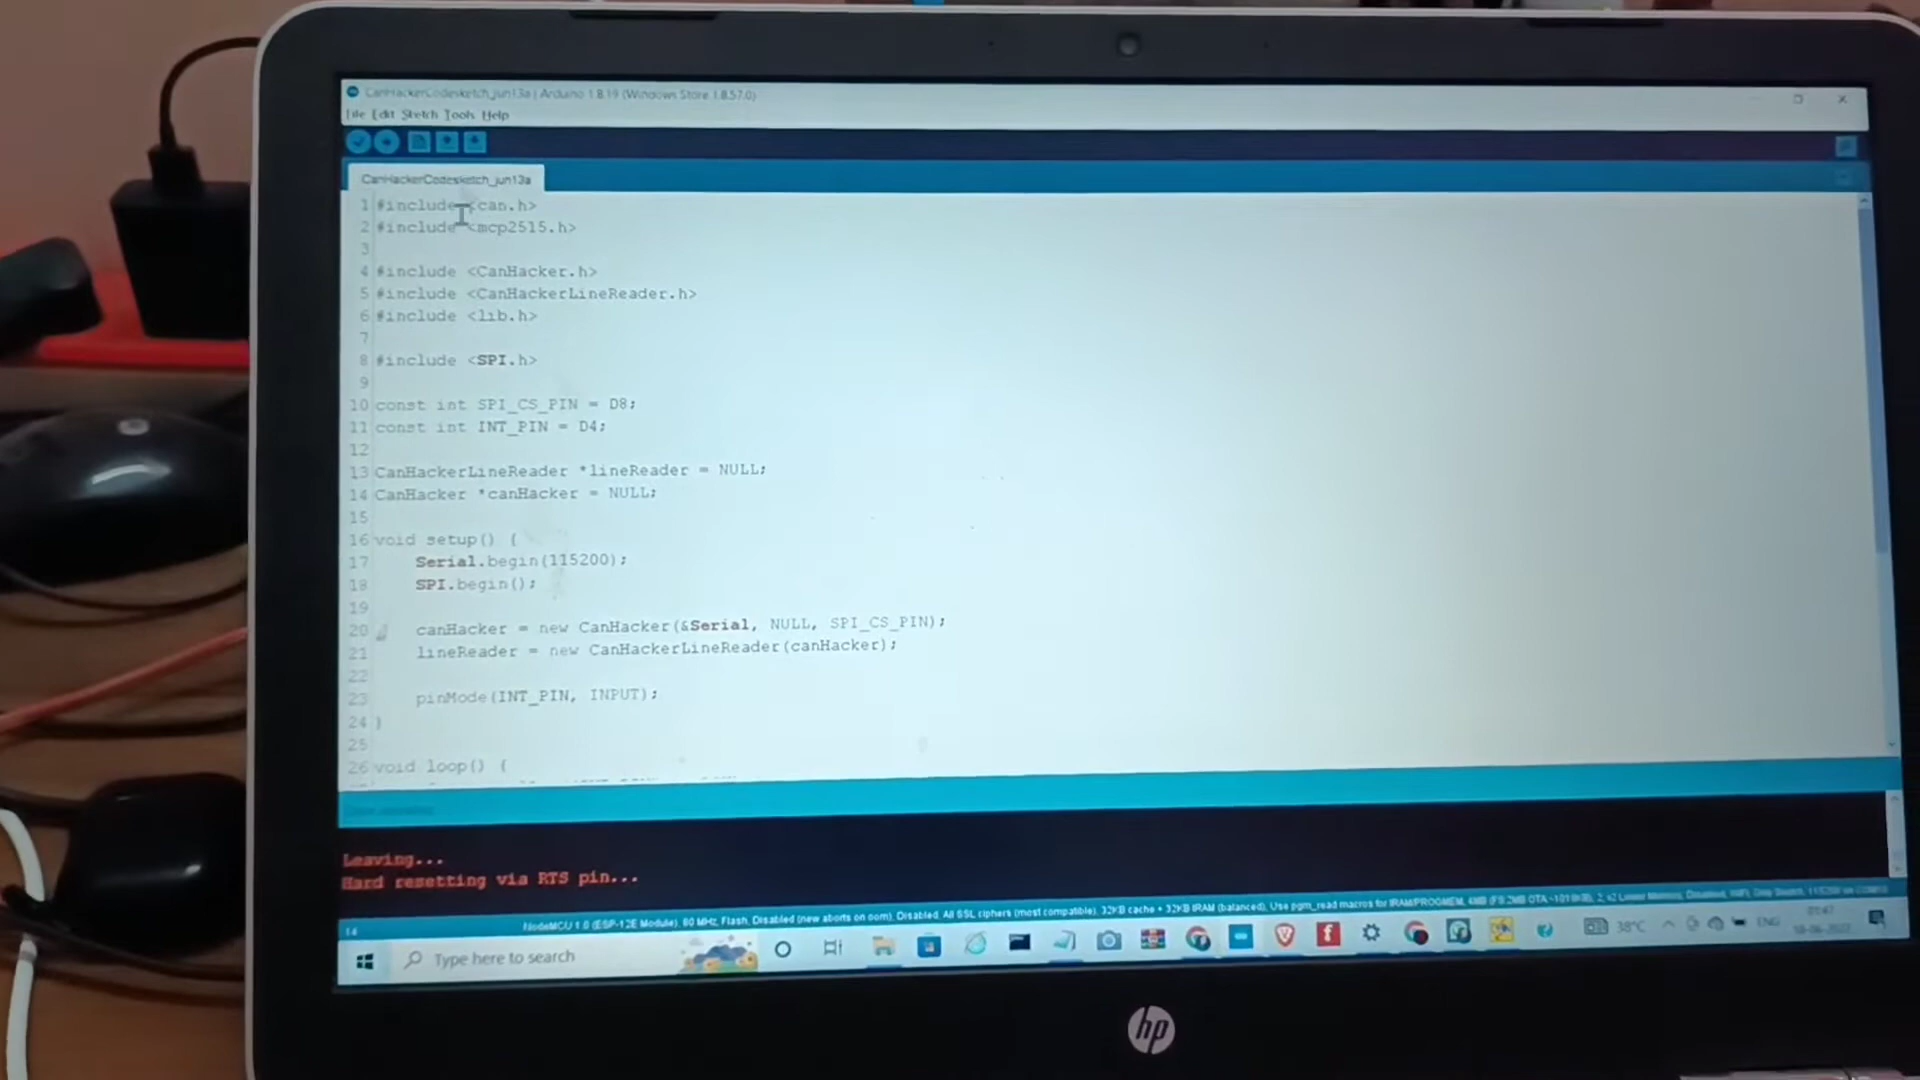 CanHackerCodesketch_jun13a | Arduino 1.8.19 (Windows Store 1.8.57.0)
File Edit Sketch Tools Help
CanHackerCodesketch_jun13a
1 #include <can.h>
2 #include <mcp2515.h>
3
4 #include <CanHacker.h>
5 #include <CanHackerLineReader.h>
6 #include <lib.h>
7
8 #include <SPI.h>
9
10 const int SPI_CS_PIN = D8;
11 const int INT_PIN = D4;
12
13 CanHackerLineReader *lineReader = NULL;
14 CanHacker *canHacker = NULL;
15
16 void setup() {
17 Serial.begin(115200);
18 SPI.begin();
19
20 canHacker = new CanHacker(&Serial, NULL, SPI_CS_PIN);
21 lineReader = new CanHackerLineReader(canHacker);
22
23 pinMode(INT_PIN, INPUT);
24 }
25
26 void loop() {
Leaving...
Hard resetting via RTS pin...
14 NodeMCU 1.0 (ESP-12E Module), 80 MHz, Flash, Disabled (new aborts on oom), Disabled, All SSL ciphers (most compatible), 32KB cache + 32KB IRAM (balanced), Use pgm_read macros for IRAM/PROGMEM, 4MB
Type here to search
38°C
ENG
hp